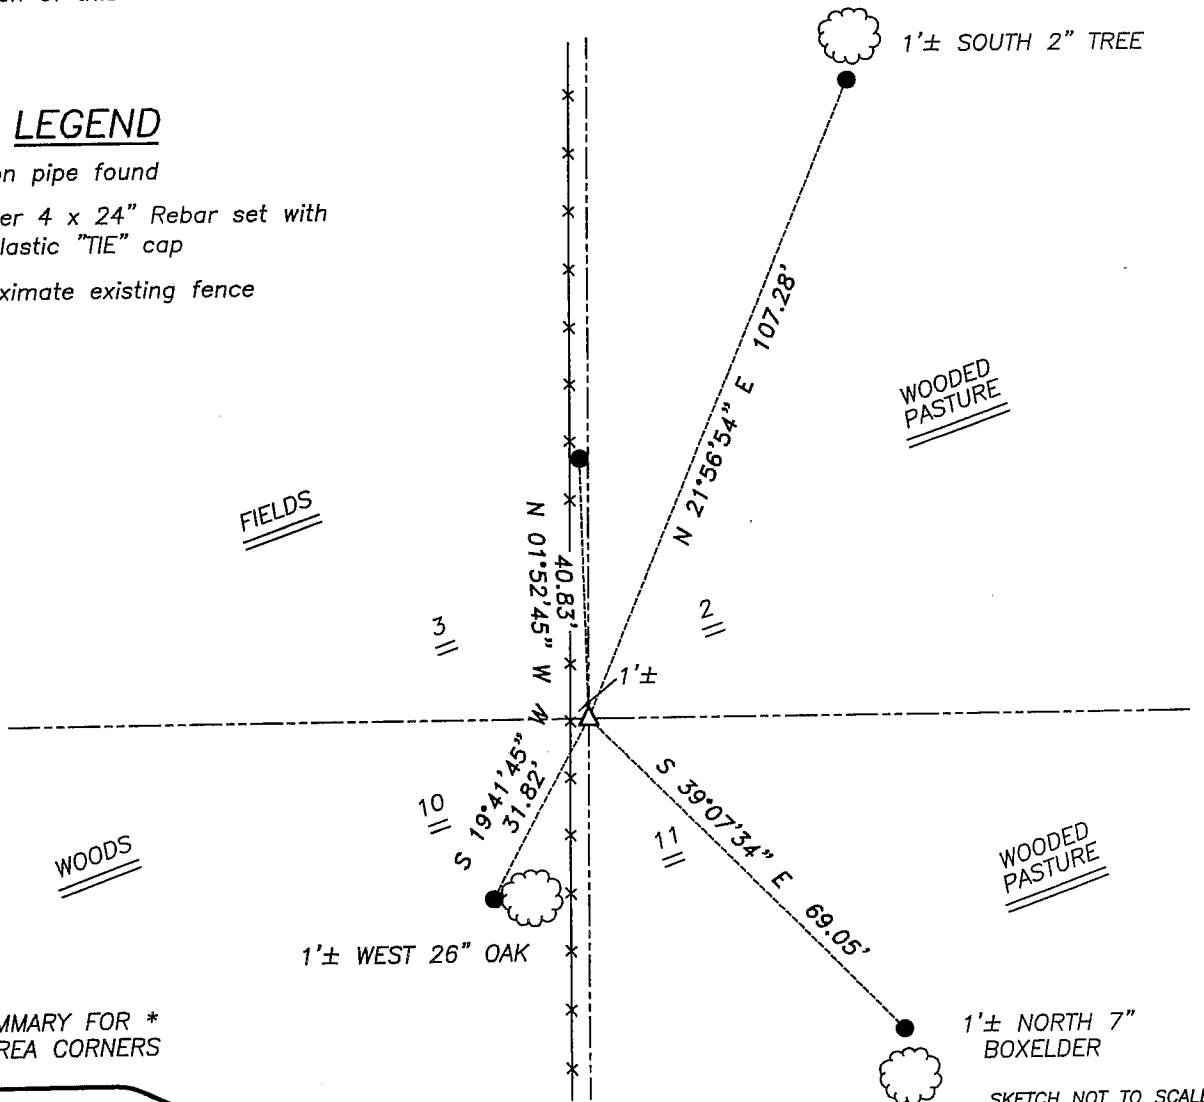 1'± SOUTH 2" TREE
LEGEND
on pipe found
er 4 x 24" Rebar set with
lastic "TIE" cap
ximate existing fence
N 21°56'54" E 107.28'
WOODED
PASTURE
FIELDS
N 01°52'45" W
40.83'
3
2
1'±
S 19°41'45" W
31.82'
S 39°07'34" E 69.05'
10
11
WOODS
WOODED
PASTURE
1'± WEST 26" OAK
MMARY FOR *
REA CORNERS
1'± NORTH 7"
BOXELDER
SKETCH NOT TO SCALE